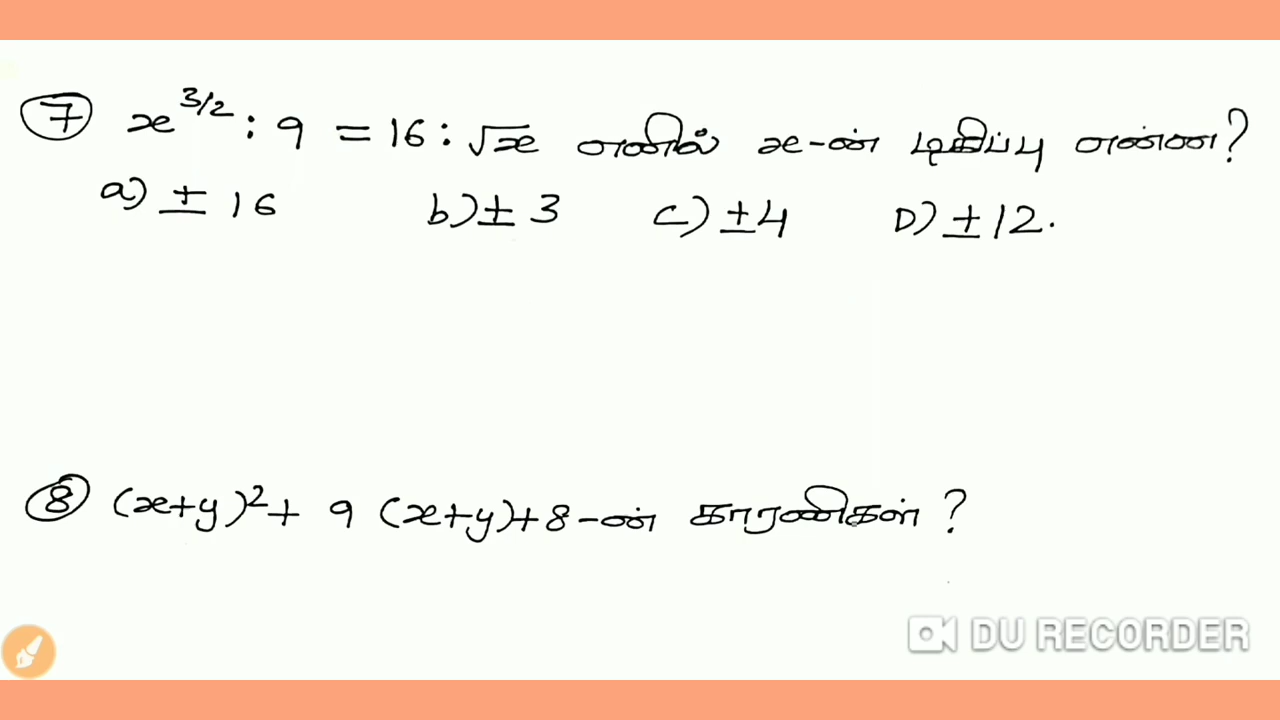 7 x^3/2 : 9 = 16 : √x எனில் x-ன் மதிப்பு என்ன?
a) ± 16 b) ± 3 c) ±4 D) ±12.
8 (x+y)²+ 9 (x+y)+8-ன் காரணிகள் ?
DU RECORDER